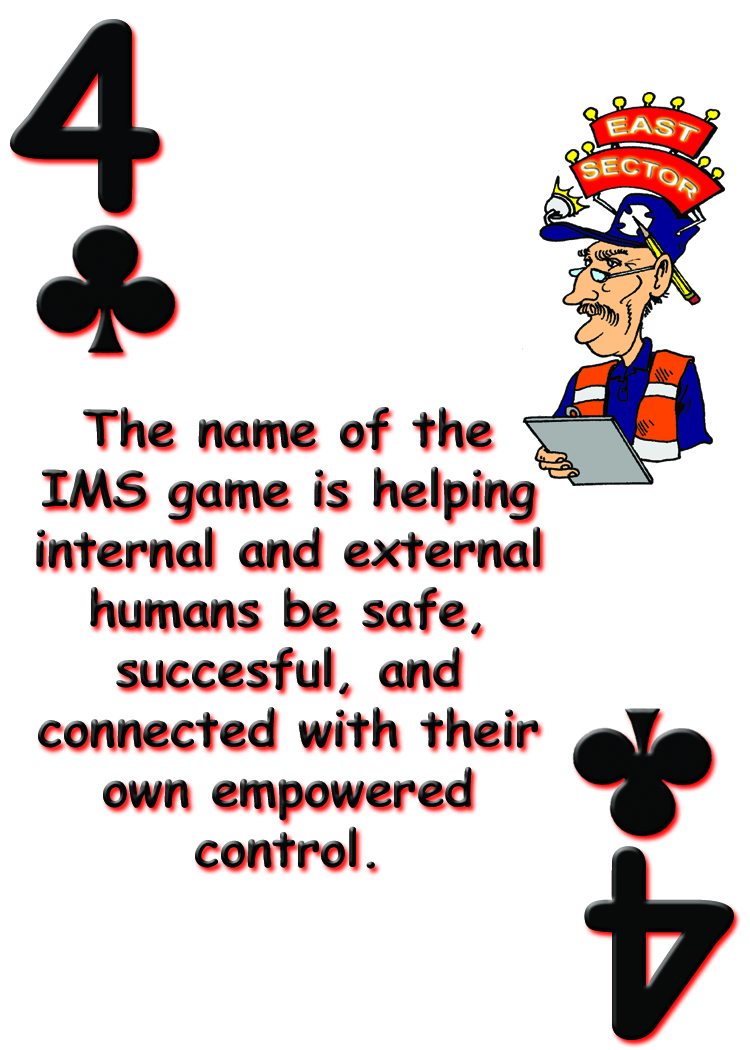 4
EAST
SECTOR
The name of the
IMS game is helping
internal and external
humans be safe,
succesful, and
connected with their
own empowered
control.
4